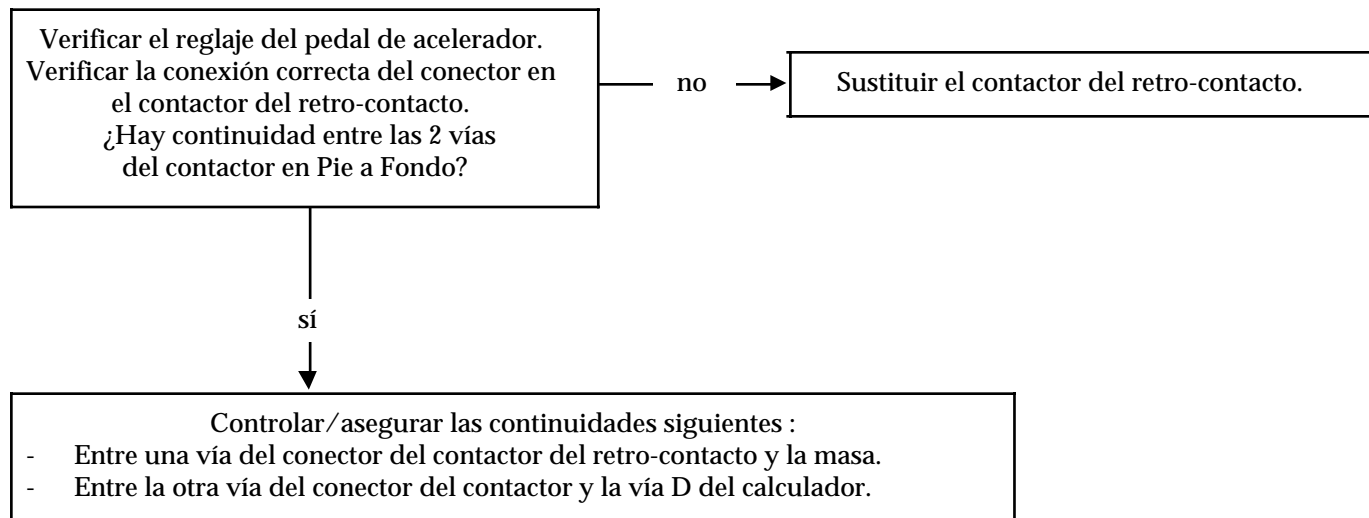 Verificar el reglaje del pedal de acelerador.
Verificar la conexión correcta del conector en
el contactor del retro-contacto.
¿Hay continuidad entre las 2 vías
del contactor en Pie a Fondo?
no
Sustituir el contactor del retro-contacto.
sí
Controlar/asegurar las continuidades siguientes :
- Entre una vía del conector del contactor del retro-contacto y la masa.
- Entre la otra vía del conector del contactor y la vía D del calculador.